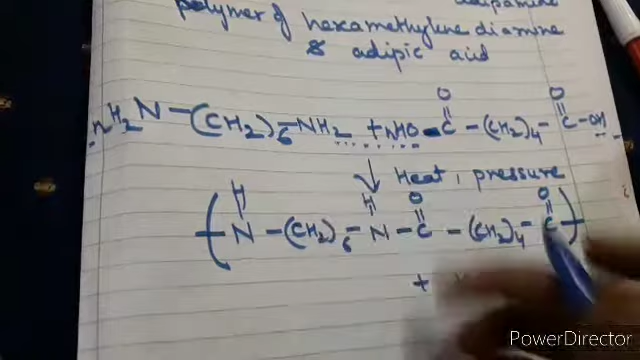 adipamine
polymer of hexamethylene diamine
& adipic acid
nH₂N-(CH₂)₆-NH₂ + nHO-C(=O)-(CH₂)₄-C(=O)-OH
Heat, pressure
(-N(H)-(CH₂)₆-N(H)-C(=O)-(CH₂)₄-C(=O)-)
+
PowerDirector